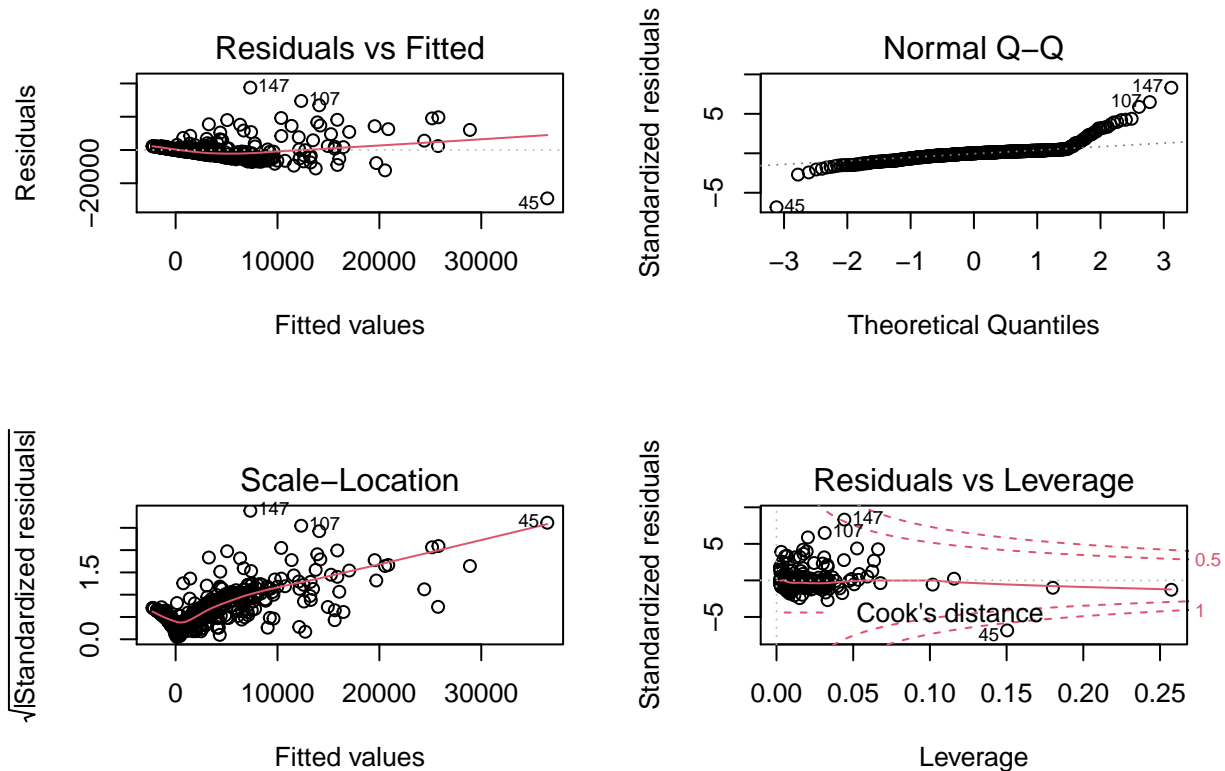 Residuals vs Fitted
Residuals
−20000
147
107
45
0 10000 20000 30000
Fitted values
Normal Q−Q
Standardized residuals
5
−5
147
107
45
−3 −2 −1 0 1 2 3
Theoretical Quantiles
Scale−Location
√|Standardized residuals|
1.5
0.0
147
107
45
0 10000 20000 30000
Fitted values
Residuals vs Leverage
Standardized residuals
5
−5
147
107
0.5
Cook's distance
1
45
0.00 0.05 0.10 0.15 0.20 0.25
Leverage